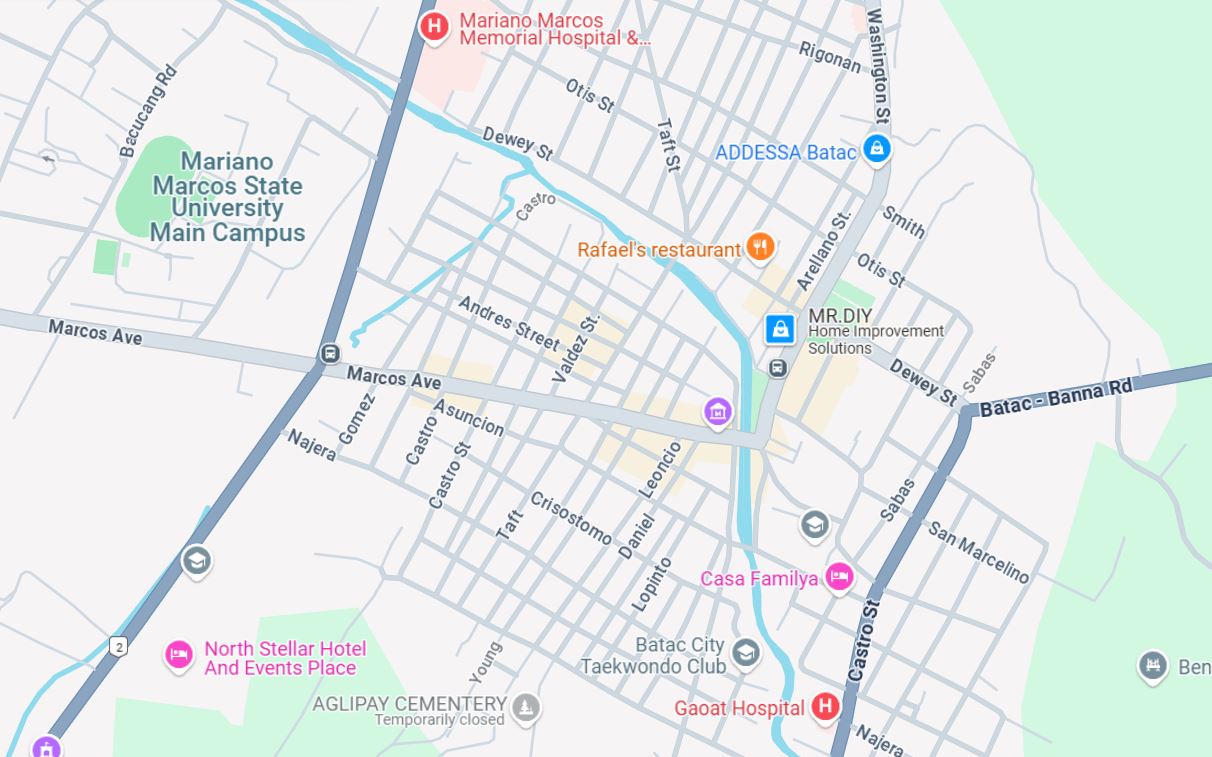 Mariano Marcos
Memorial Hospital &...
Washington St
Rigonan
Bacucang Rd
Otis St
Taft St
Dewey St
ADDESSA Batac
Mariano
Marcos State
University
Main Campus
Castro
Smith
Arellano St.
Rafael's restaurant
Otis St
Andres Street
Valdez St.
MR.DIY
Home Improvement
Solutions
Marcos Ave
Marcos Ave
Dewey St
Sabas
Batac - Banna Rd
Gomez
Asuncion
Castro
Najera
Castro St
Leoncio
Sabas
Crisostomo
Taft
Daniel
San Marcelino
Lopinto
Casa Familya
Castro St
2
North Stellar Hotel
And Events Place
Young
Batac City
Taekwondo Club
Ben
AGLIPAY CEMENTERY
Temporarily closed
Gaoat Hospital
Najera